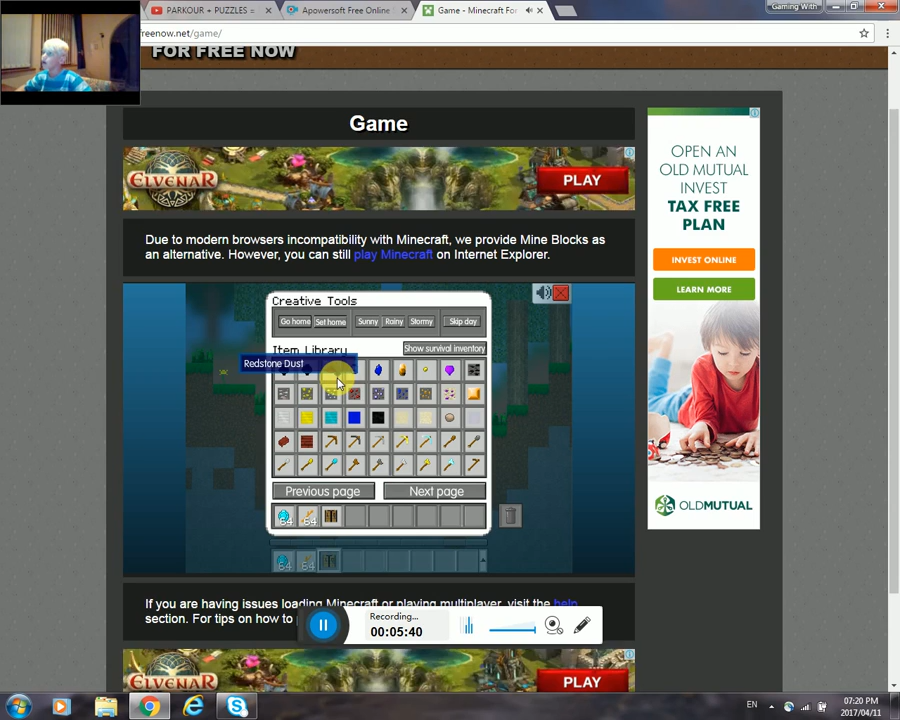 PARKOUR + PUZZLES =
Apowersoft Free Online
Game - Minecraft For
Gaming With
freenow.net/game/
FOR FREE NOW
Game
ELVENAR
PLAY
Due to modern browsers incompatibility with Minecraft, we provide Mine Blocks as
an alternative. However, you can still play Minecraft on Internet Explorer.
OPEN AN
OLD MUTUAL
INVEST
TAX FREE
PLAN
INVEST ONLINE
LEARN MORE
OLDMUTUAL
Creative Tools
Go home
Set home
Sunny
Rainy
Stormy
Skip day
Item Library
Show survival inventory
Redstone Dust
Previous page
Next page
64
64
64
64
If you are having issues loading Minecraft or playing multiplayer, visit the help
section. For tips on how to
Recording...
00:05:40
ELVENAR
PLAY
EN
07:20 PM
2017/04/11